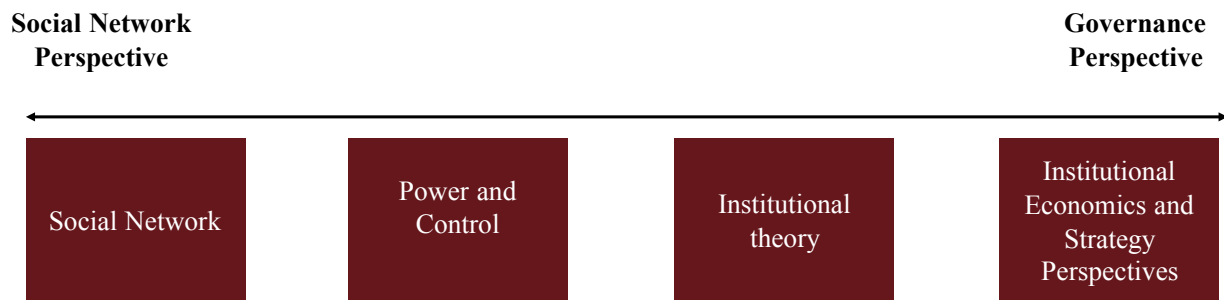 Social Network
Perspective
Governance
Perspective
Social Network
Power and
Control
Institutional
theory
Institutional
Economics and
Strategy
Perspectives